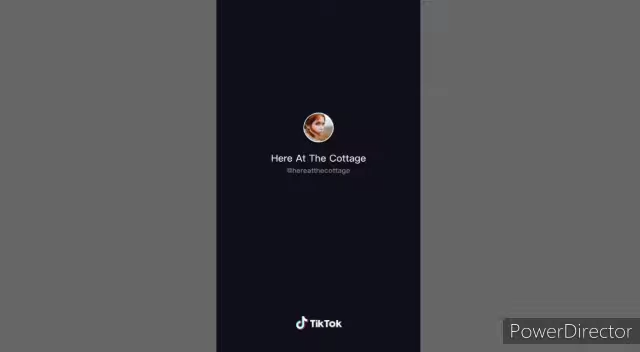 Here At The Cottage
@hereatthecottage
TikTok
PowerDirector